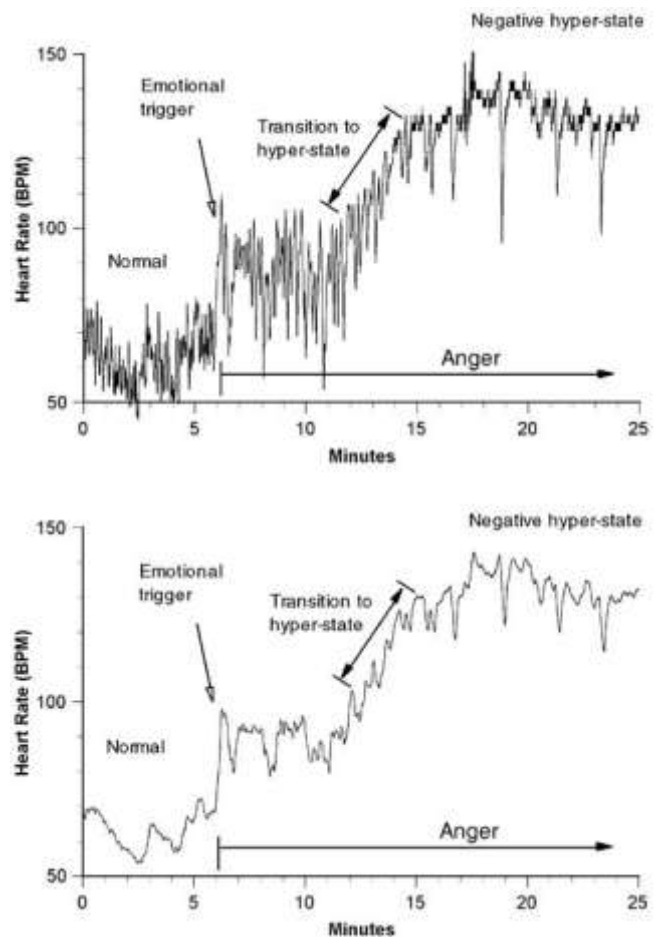 Negative hyper-state
150
Emotional
trigger
Transition to
hyper-state
Heart Rate (BPM)
100
Normal
Anger
50
0 5 10 15 20 25
Minutes
Negative hyper-state
150
Emotional
trigger
Transition to
hyper-state
Heart Rate (BPM)
100
Normal
Anger
50
0 5 10 15 20 25
Minutes